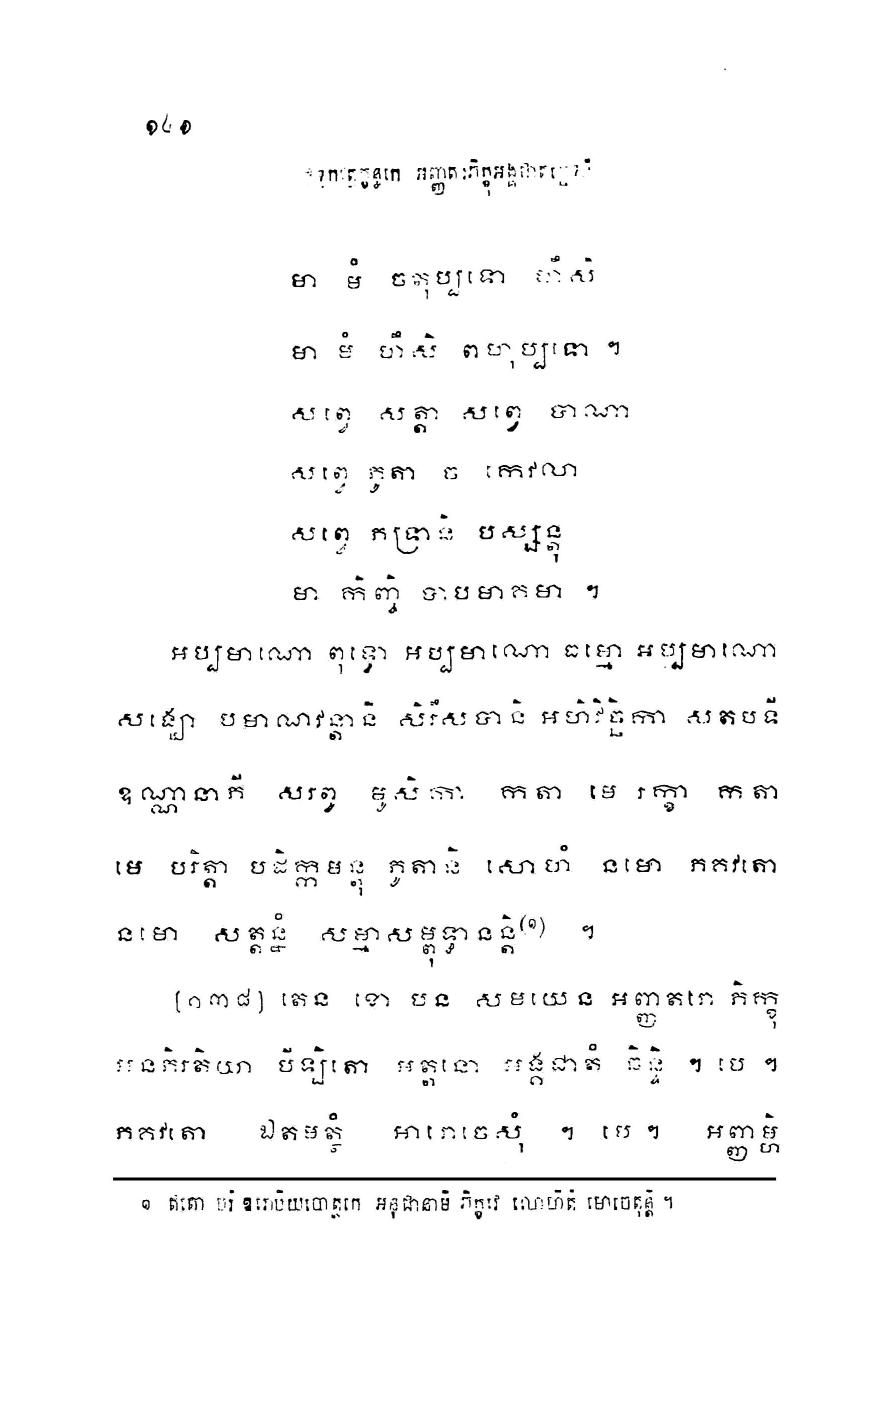 ១៤១
ខុទ្ទកវត្ថុក្ខន្ធកេ អញ្ញតរភិក្ខុអង្គជាតច្ឆេទនំ
មា មំ ចតុប្បទោ ហឹសិ
មា មំ ហឹសិ ពហុប្បទោ ។
សព្វេ សត្តា សព្វេ បាណា
សព្វេ ភូតា ច កេវលា
សព្វេ ភទ្រានិ បស្សន្តុ
មា កិញ្ចិ បាបមាគមា ។
អប្បមាណោ ពុទ្ធោ អប្បមាណោ ធម្មោ អប្បមាណោ
សង្ឃោ បមាណវន្តានិ សិរឹសបានិ អហិវិច្ឆិកា សតបទី
ឧណ្ណានាភី សរពូ មូសិកា កតា មេ រក្ខា កតា
មេ បរិត្តា បដិក្កមន្តុ ភូតានិ សោហំ នមោ ភគវតោ
នមោ សត្តន្នំ សម្មាសម្ពុទ្ធានន្តិ(១) ។
[១៣៨] តេន ខោ បន សមយេន អញ្ញតរោ ភិក្ខុ
អនភិរតិយា បីឡិតោ អត្តនោ អង្គជាតំ ឆិន្ទិ ។ បេ ។
ភគវតោ ឯតមត្ថំ អារោចេសុំ ។ បេ ។ អញ្ញម្ហិ
១ ឥតោ បរំ ឧរោបិយបោត្ថកេ អនុជានាមិ ភិក្ខវេ លោហិតំ មោចេតុន្តិ ។